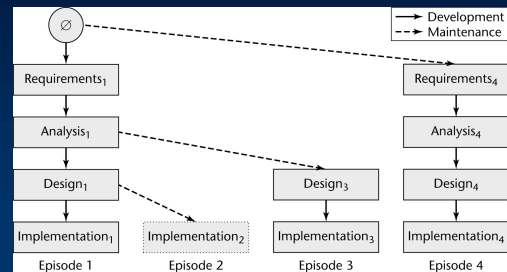 ∅
Development
Maintenance
Requirements₁
Requirements₄
Analysis₁
Analysis₄
Design₁
Design₃
Design₄
Implementation₁
Implementation₂
Implementation₃
Implementation₄
Episode 1
Episode 2
Episode 3
Episode 4